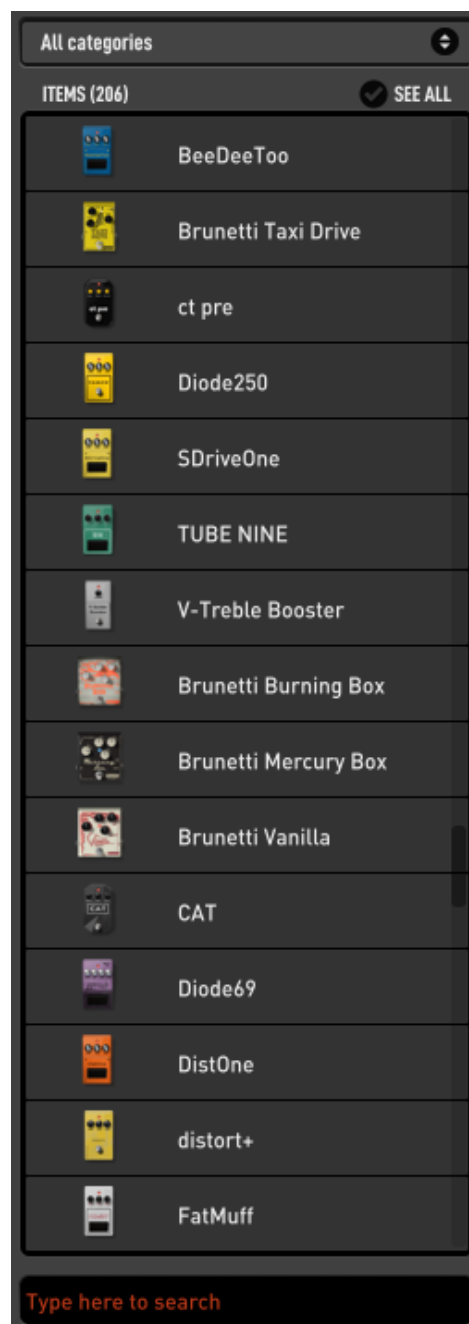 All categories
ITEMS (206)
SEE ALL
BeeDeeToo
Brunetti Taxi Drive
ct pre
Diode250
SDriveOne
TUBE NINE
V-Treble Booster
Brunetti Burning Box
Brunetti Mercury Box
Brunetti Vanilla
CAT
CAT
Diode69
DistOne
distort+
FatMuff
Type here to search